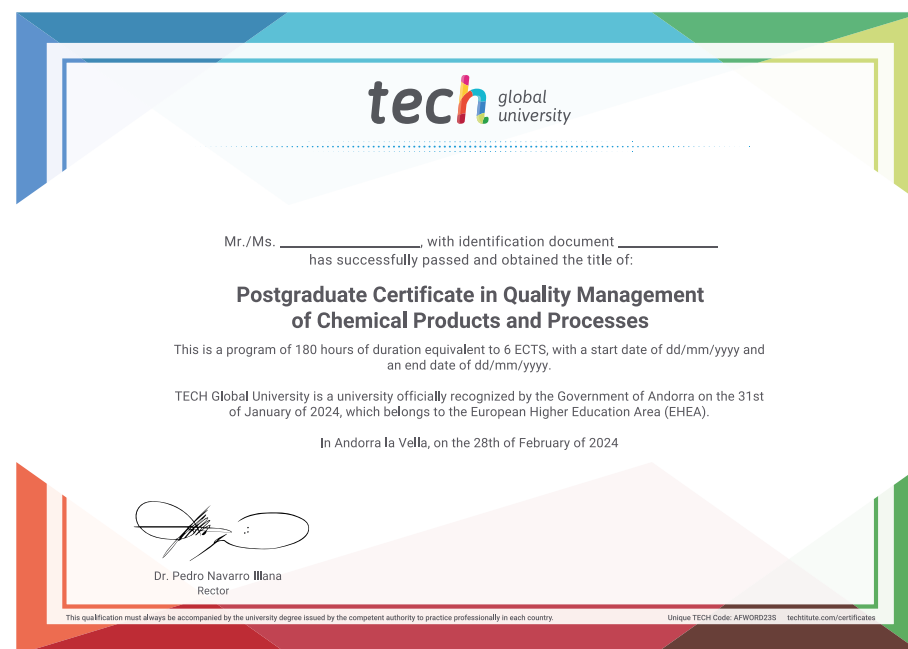 tech global
university
Mr./Ms. ____________________, with identification document ______________
has successfully passed and obtained the title of:
Postgraduate Certificate in Quality Management
of Chemical Products and Processes
This is a program of 180 hours of duration equivalent to 6 ECTS, with a start date of dd/mm/yyyy and
an end date of dd/mm/yyyy.
TECH Global University is a university officially recognized by the Government of Andorra on the 31st
of January of 2024, which belongs to the European Higher Education Area (EHEA).
In Andorra la Vella, on the 28th of February of 2024
Dr. Pedro Navarro Illana
Rector
This qualification must always be accompanied by the university degree issued by the competent authority to practice professionally in each country.
Unique TECH Code: AFWORD23S techtitute.com/certificates